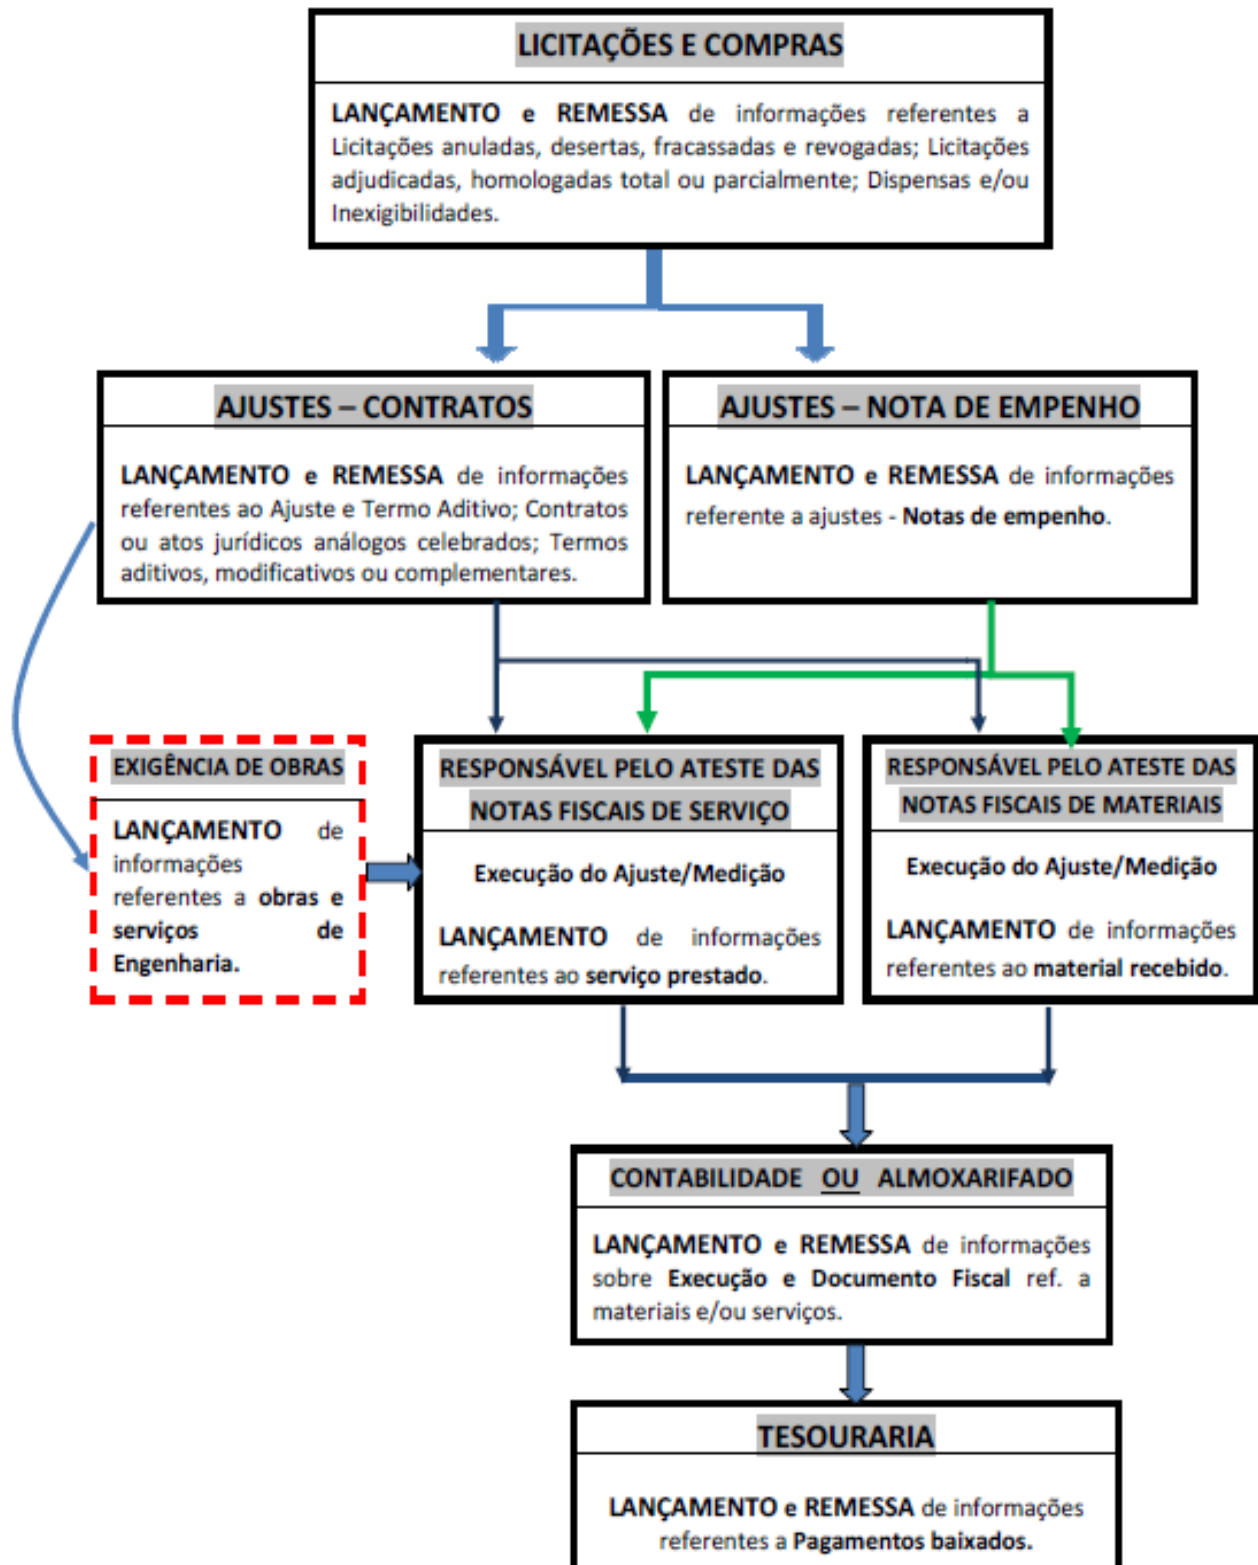 LICITAÇÕES E COMPRAS
LANÇAMENTO e REMESSA de informações referentes a
Licitações anuladas, desertas, fracassadas e revogadas; Licitações
adjudicadas, homologadas total ou parcialmente; Dispensas e/ou
Inexigibilidades.
AJUSTES – CONTRATOS
LANÇAMENTO e REMESSA de informações
referentes ao Ajuste e Termo Aditivo; Contratos
ou atos jurídicos análogos celebrados; Termos
aditivos, modificativos ou complementares.
AJUSTES – NOTA DE EMPENHO
LANÇAMENTO e REMESSA de informações
referente a ajustes - Notas de empenho.
EXIGÊNCIA DE OBRAS
LANÇAMENTO de
informações
referentes a obras e
serviços de
Engenharia.
RESPONSÁVEL PELO ATESTE DAS
NOTAS FISCAIS DE SERVIÇO
Execução do Ajuste/Medição
LANÇAMENTO de informações
referentes ao serviço prestado.
RESPONSÁVEL PELO ATESTE DAS
NOTAS FISCAIS DE MATERIAIS
Execução do Ajuste/Medição
LANÇAMENTO de informações
referentes ao material recebido.
CONTABILIDADE OU ALMOXARIFADO
LANÇAMENTO e REMESSA de informações
sobre Execução e Documento Fiscal ref. a
materiais e/ou serviços.
TESOURARIA
LANÇAMENTO e REMESSA de informações
referentes a Pagamentos baixados.